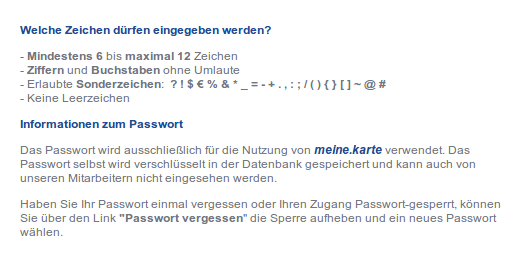 Welche Zeichen dürfen eingegeben werden?
- Mindestens 6 bis maximal 12 Zeichen
- Ziffern und Buchstaben ohne Umlaute
- Erlaubte Sonderzeichen: ? ! $ € % & * _ = - + . , : ; / ( ) { } [ ] ~ @ #
- Keine Leerzeichen
Informationen zum Passwort
Das Passwort wird ausschließlich für die Nutzung von meine.karte verwendet. Das
Passwort selbst wird verschlüsselt in der Datenbank gespeichert und kann auch von
unseren Mitarbeitern nicht eingesehen werden.
Haben Sie Ihr Passwort einmal vergessen oder Ihren Zugang Passwort-gesperrt, können
Sie über den Link "Passwort vergessen" die Sperre aufheben und ein neues Passwort
wählen.